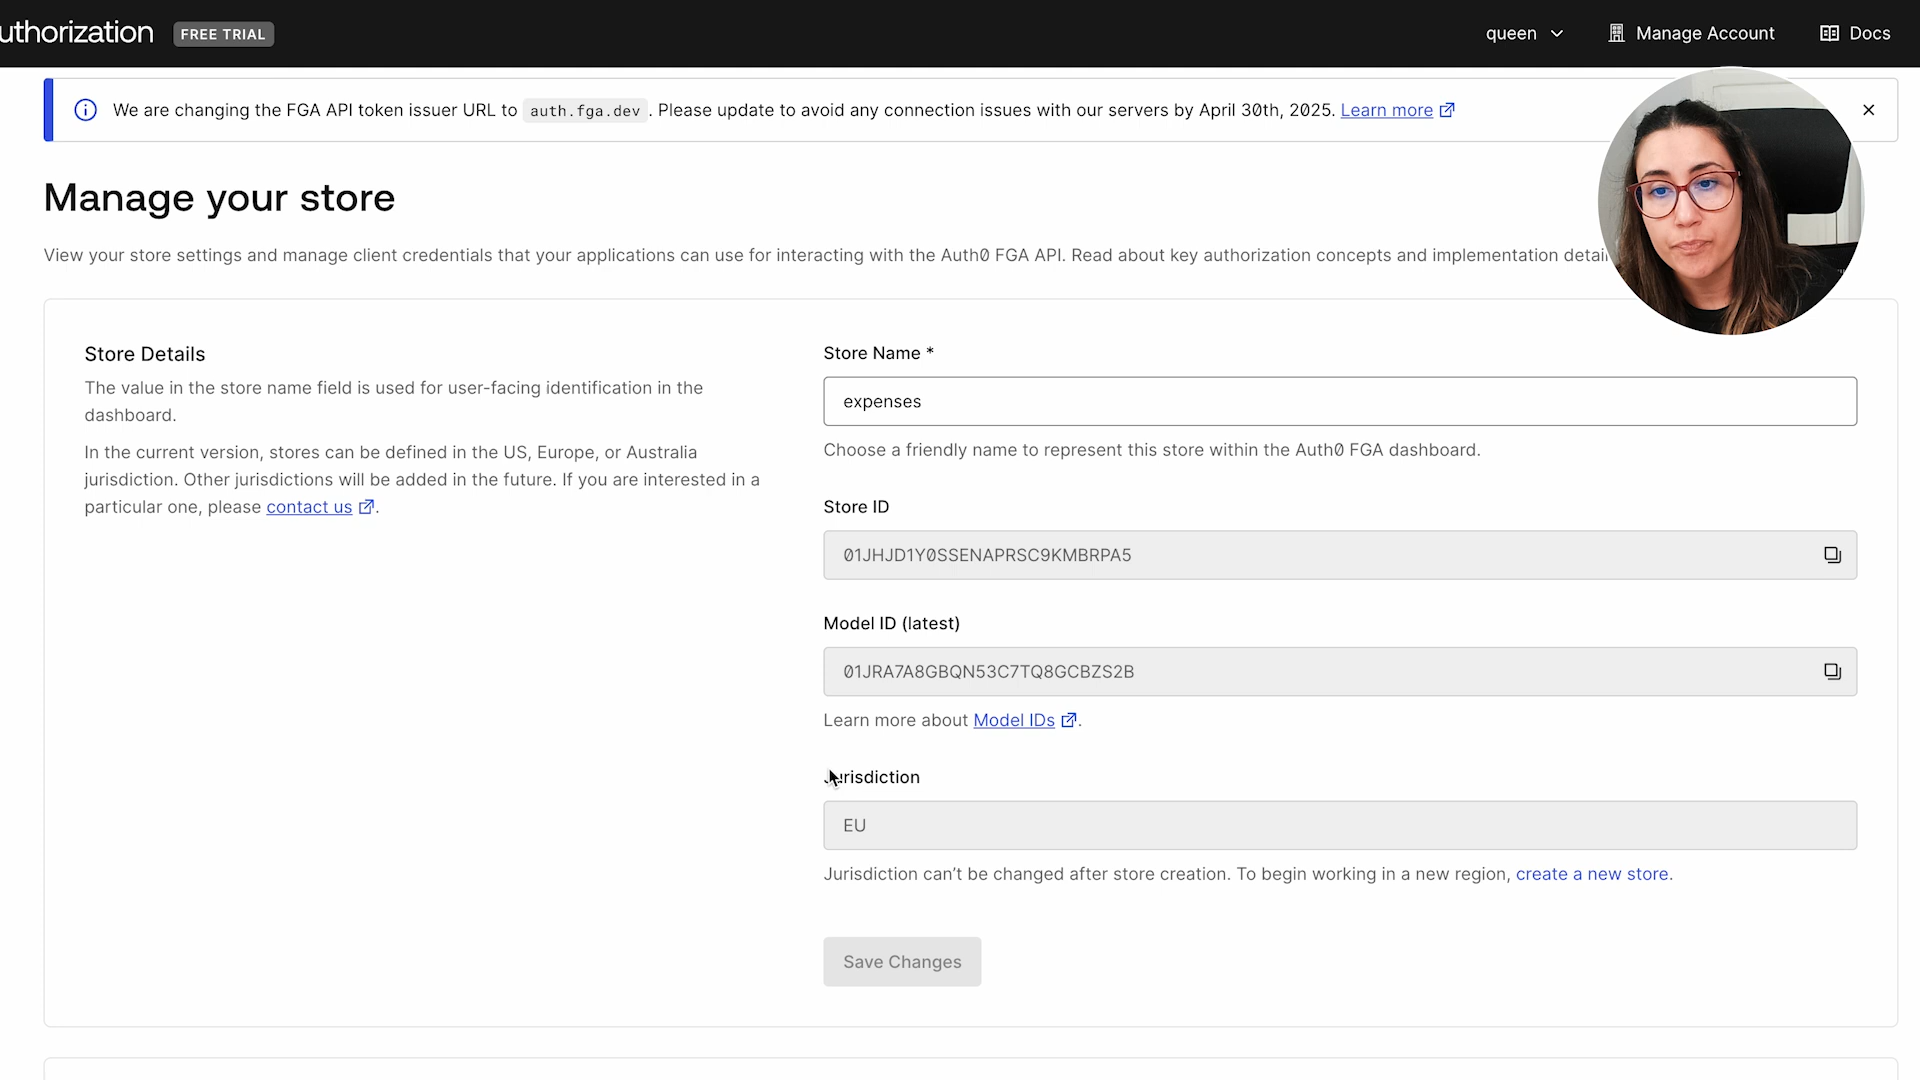 uthorization
FREE TRIAL
queen
Manage Account
Docs
We are changing the FGA API token issuer URL to auth.fga.dev. Please update to avoid any connection issues with our servers by April 30th, 2025. Learn more
Manage your store
View your store settings and manage client credentials that your applications can use for interacting with the Auth0 FGA API. Read about key authorization concepts and implementation detail
Store Details
The value in the store name field is used for user-facing identification in the
dashboard.
In the current version, stores can be defined in the US, Europe, or Australia
jurisdiction. Other jurisdictions will be added in the future. If you are interested in a
particular one, please contact us.
Store Name *
expenses
Choose a friendly name to represent this store within the Auth0 FGA dashboard.
Store ID
01JHJD1Y0SSENAPRSC9KMBRPA5
Model ID (latest)
01JRA7A8GBQN53C7TQ8GCBZS2B
Learn more about Model IDs.
Jurisdiction
EU
Jurisdiction can't be changed after store creation. To begin working in a new region, create a new store.
Save Changes